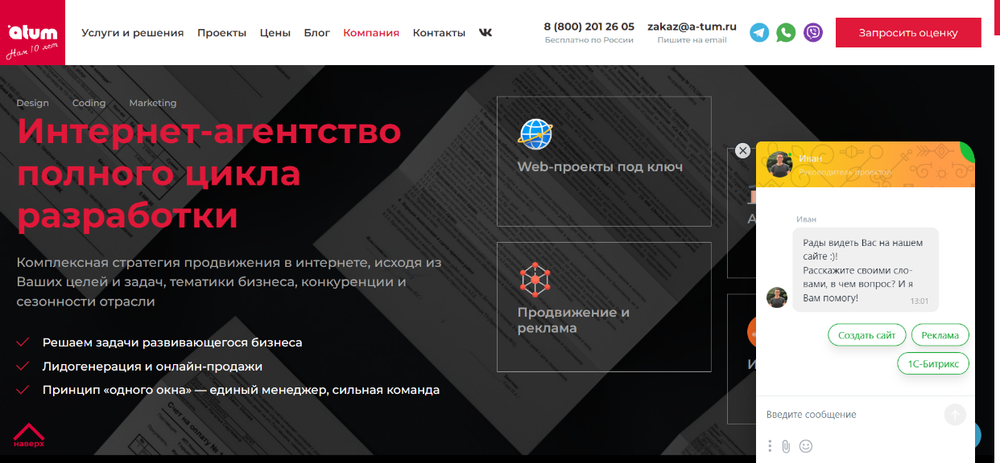 atum
Нам 10 лет
Услуги и решения
Проекты
Цены
Блог
Компания
Контакты
8 (800) 201 26 05
Бесплатно по России
zakaz@a-tum.ru
Пишите на email
Запросить оценку
Design
Coding
Marketing
Интернет-агентство
полного цикла
разработки
Комплексная стратегия продвижения в интернете, исходя из
Ваших целей и задач, тематики бизнеса, конкуренции и
сезонности отрасли
Решаем задачи развивающегося бизнеса
Лидогенерация и онлайн-продажи
Принцип «одного окна» — единый менеджер, сильная команда
наверх
Web-проекты под ключ
Продвижение и
реклама
Иван
Руководитель проектов
Иван
Рады видеть Вас на нашем
сайте :)!
Расскажите своими сло-
вами, в чем вопрос? И я
Вам помогу!
13:01
Создать сайт
Реклама
1С-Битрикс
Введите сообщение